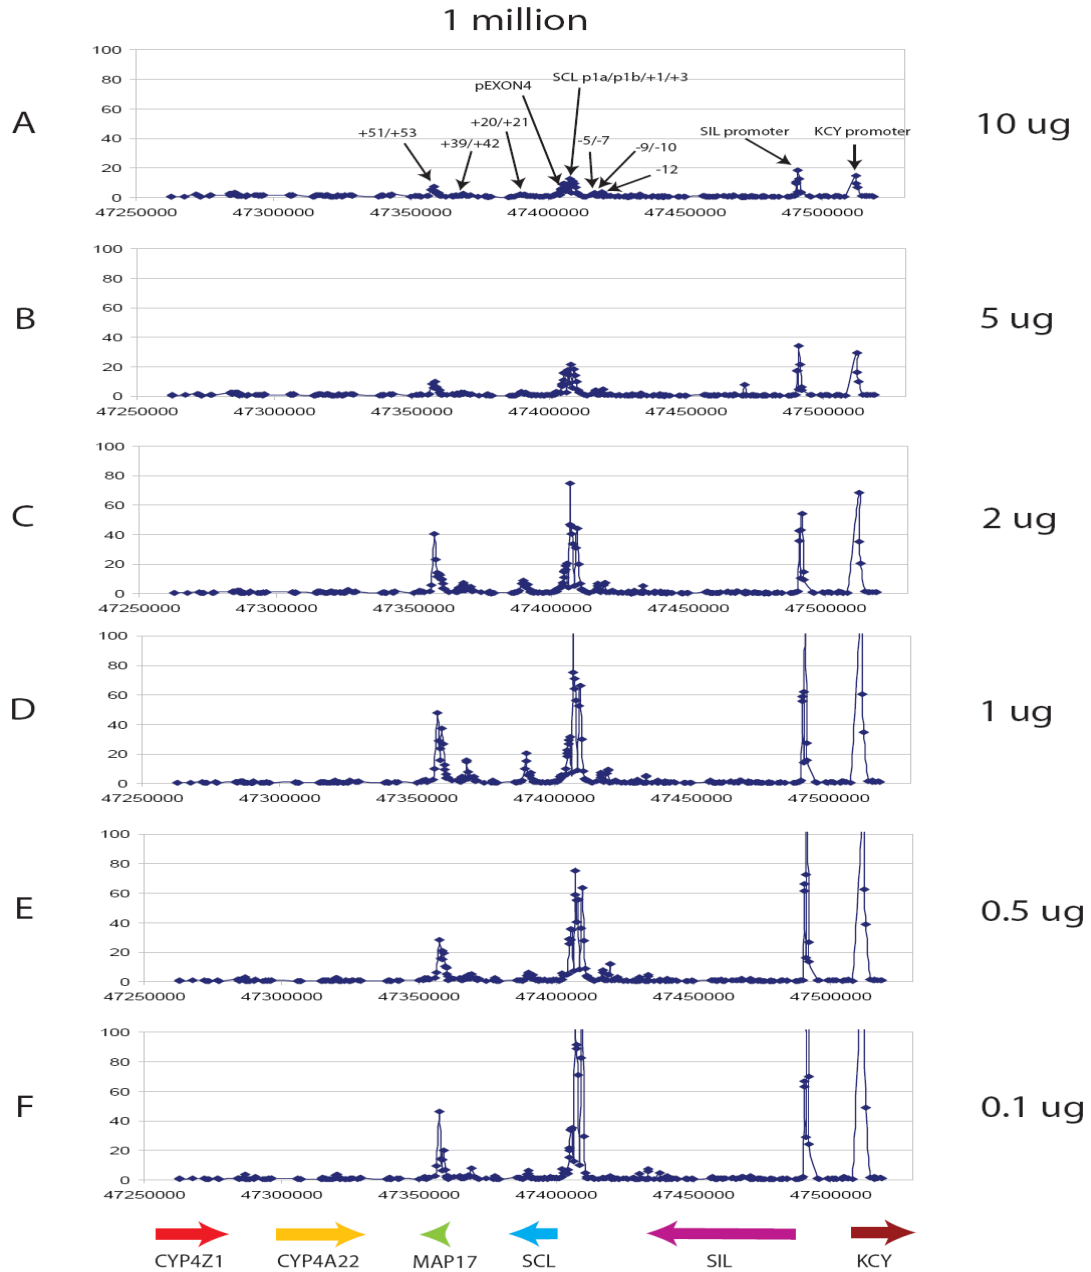 1 million
A
10 ug
100
80
60
40
20
0
pEXON4
SCL p1a/p1b/+1/+3
+51/+53
+20/+21
+39/+42
-5/-7
-9/-10
-12
SIL promoter
KCY promoter
47250000 47300000 47350000 47400000 47450000 47500000
B
5 ug
100
80
60
40
20
0
47250000 47300000 47350000 47400000 47450000 47500000
C
2 ug
100
80
60
40
20
0
47250000 47300000 47350000 47400000 47450000 47500000
D
1 ug
100
80
60
40
20
0
47250000 47300000 47350000 47400000 47450000 47500000
E
0.5 ug
100
80
60
40
20
0
47250000 47300000 47350000 47400000 47450000 47500000
F
0.1 ug
100
80
60
40
20
0
47250000 47300000 47350000 47400000 47450000 47500000
CYP4Z1 CYP4A22 MAP17 SCL SIL KCY